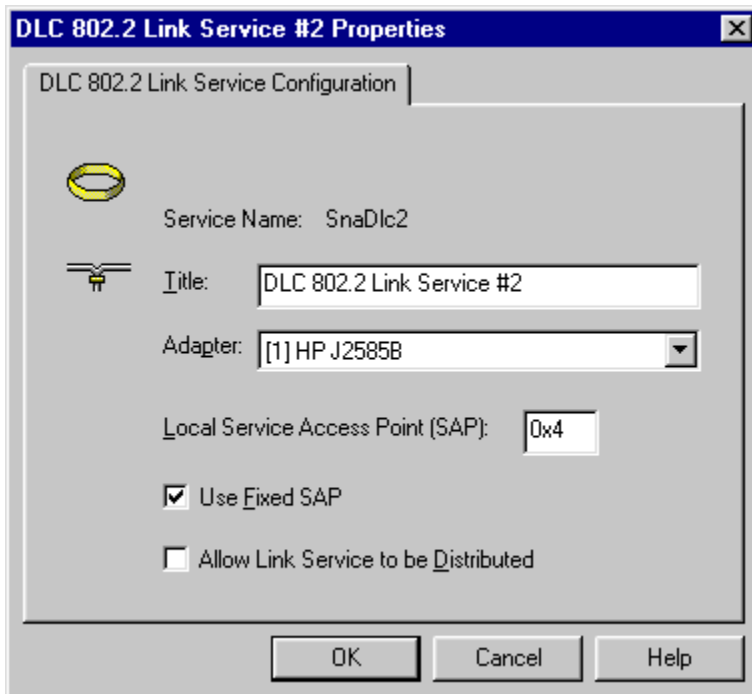 DLC 802.2 Link Service #2 Properties
DLC 802.2 Link Service Configuration
Service Name: SnaDlc2
Title: DLC 802.2 Link Service #2
Adapter: [1] HP J2585B
Local Service Access Point (SAP): 0x4
Use Fixed SAP
Allow Link Service to be Distributed
OK Cancel Help